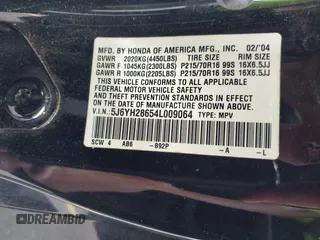 MFD. BY HONDA OF AMERICA MFG., INC. 02/'04
GVWR 2020KG(4450LBS) TIRE SIZE RIM SIZE
GAWR F 1045KG(2300LBS) P215/70R16 99S 16X6.5JJ
GAWR R 1000KG(2205LBS) P215/70R16 99S 16X6.5JJ
THIS VEHICLE CONFORMS TO ALL APPLICABLE
FEDERAL MOTOR VEHICLE SAFETY AND
THEFT PREVENTION STANDARDS IN EFFECT ON
THE DATE OF MANUFACTURE SHOWN ABOVE.
V.I.N.: 5J6YH28654L009064 TYPE: MPV
SCW 4 AB6 -B92P -A -L
DREAMBID